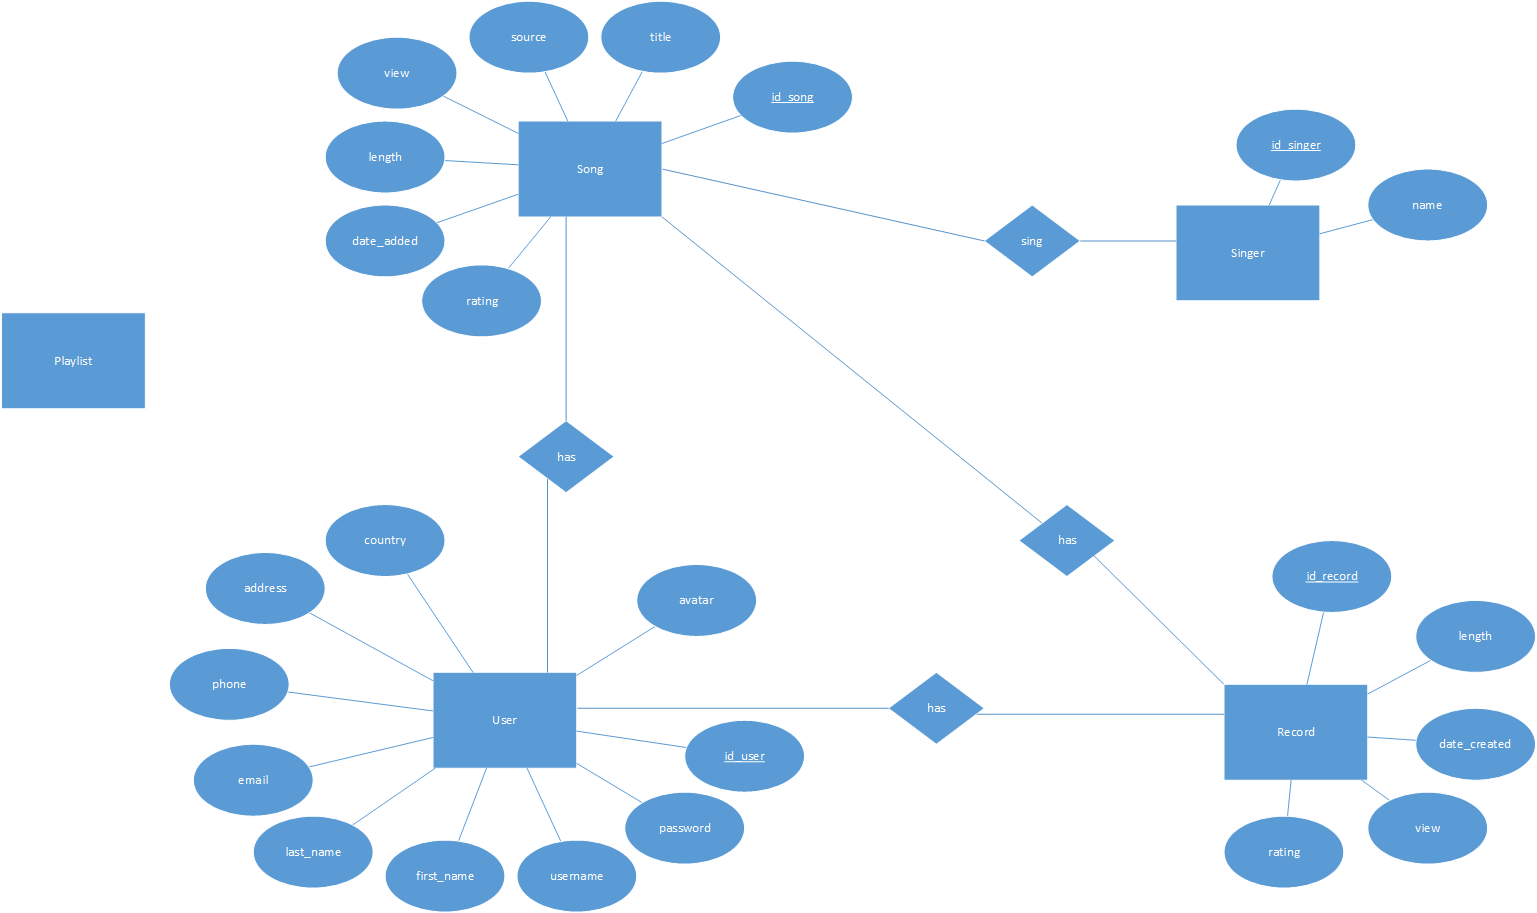 source
title
view
id_song
length
Song
id_singer
name
date_added
sing
Singer
rating
Playlist
has
country
has
address
avatar
id_record
length
phone
User
has
Record
date_created
id_user
email
password
view
last_name
rating
first_name
username